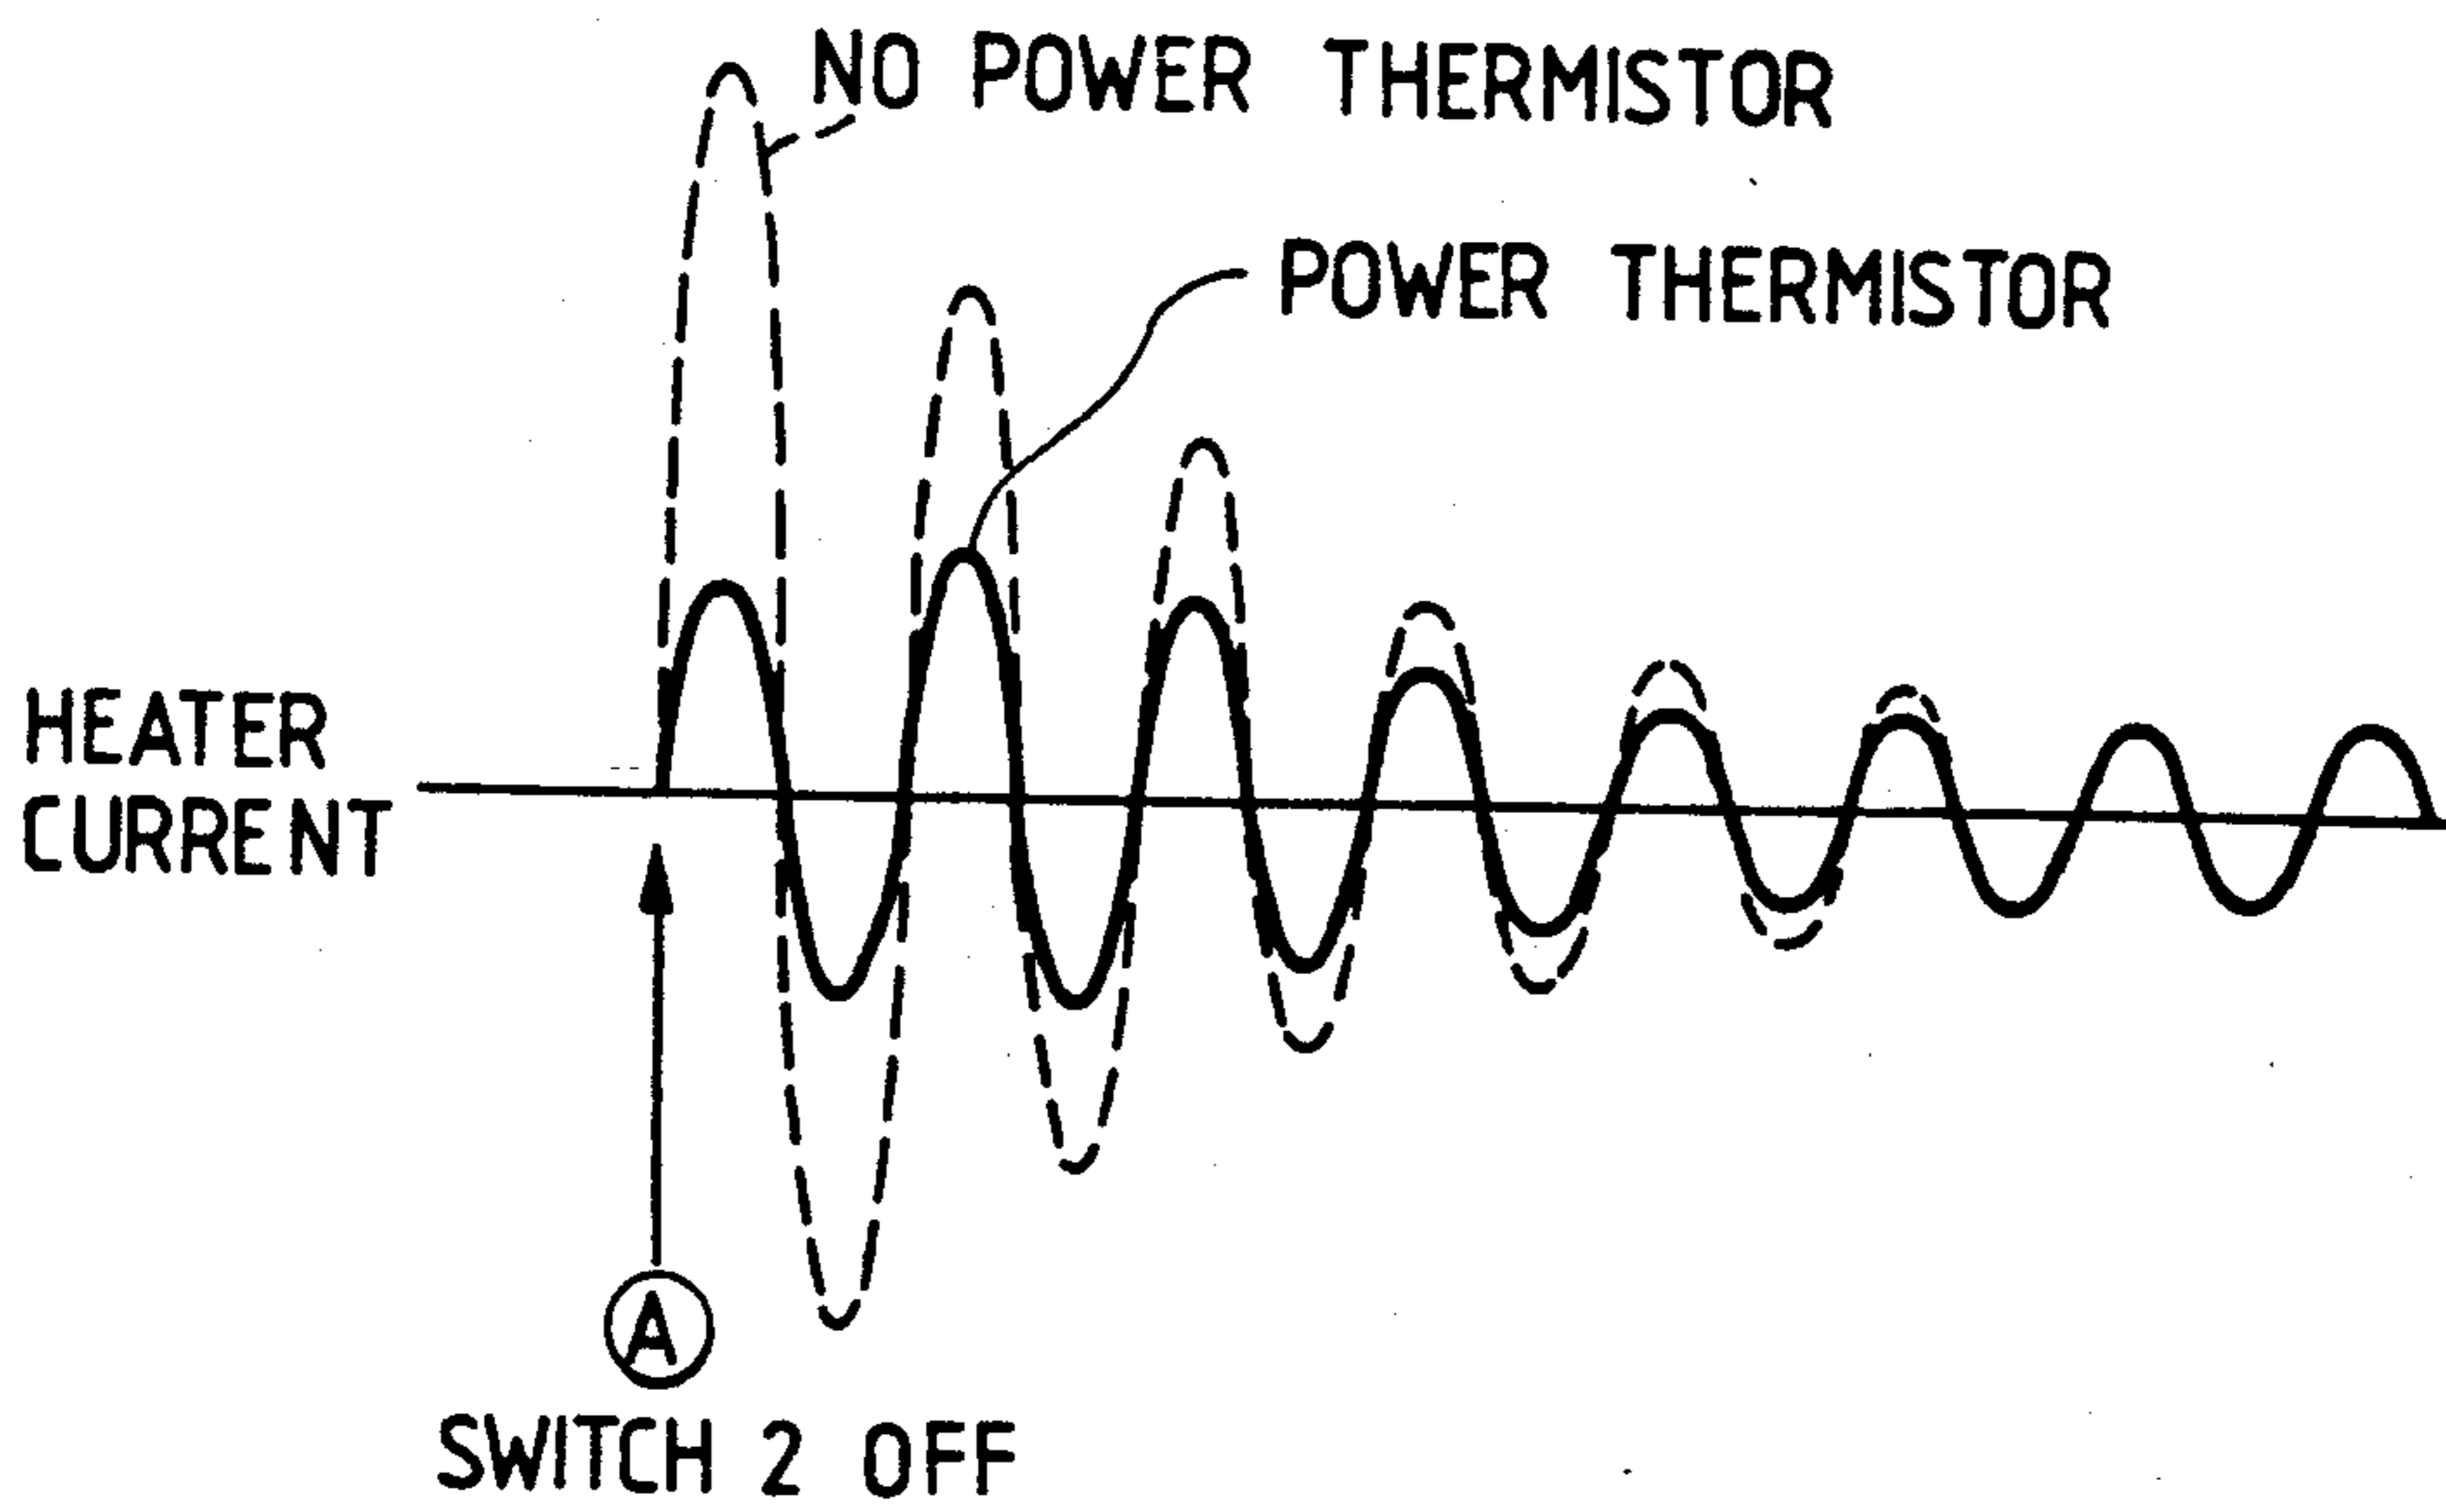 NO POWER THERMISTOR
POWER THERMISTOR
HEATER
CURRENT
A
SWITCH 2 OFF